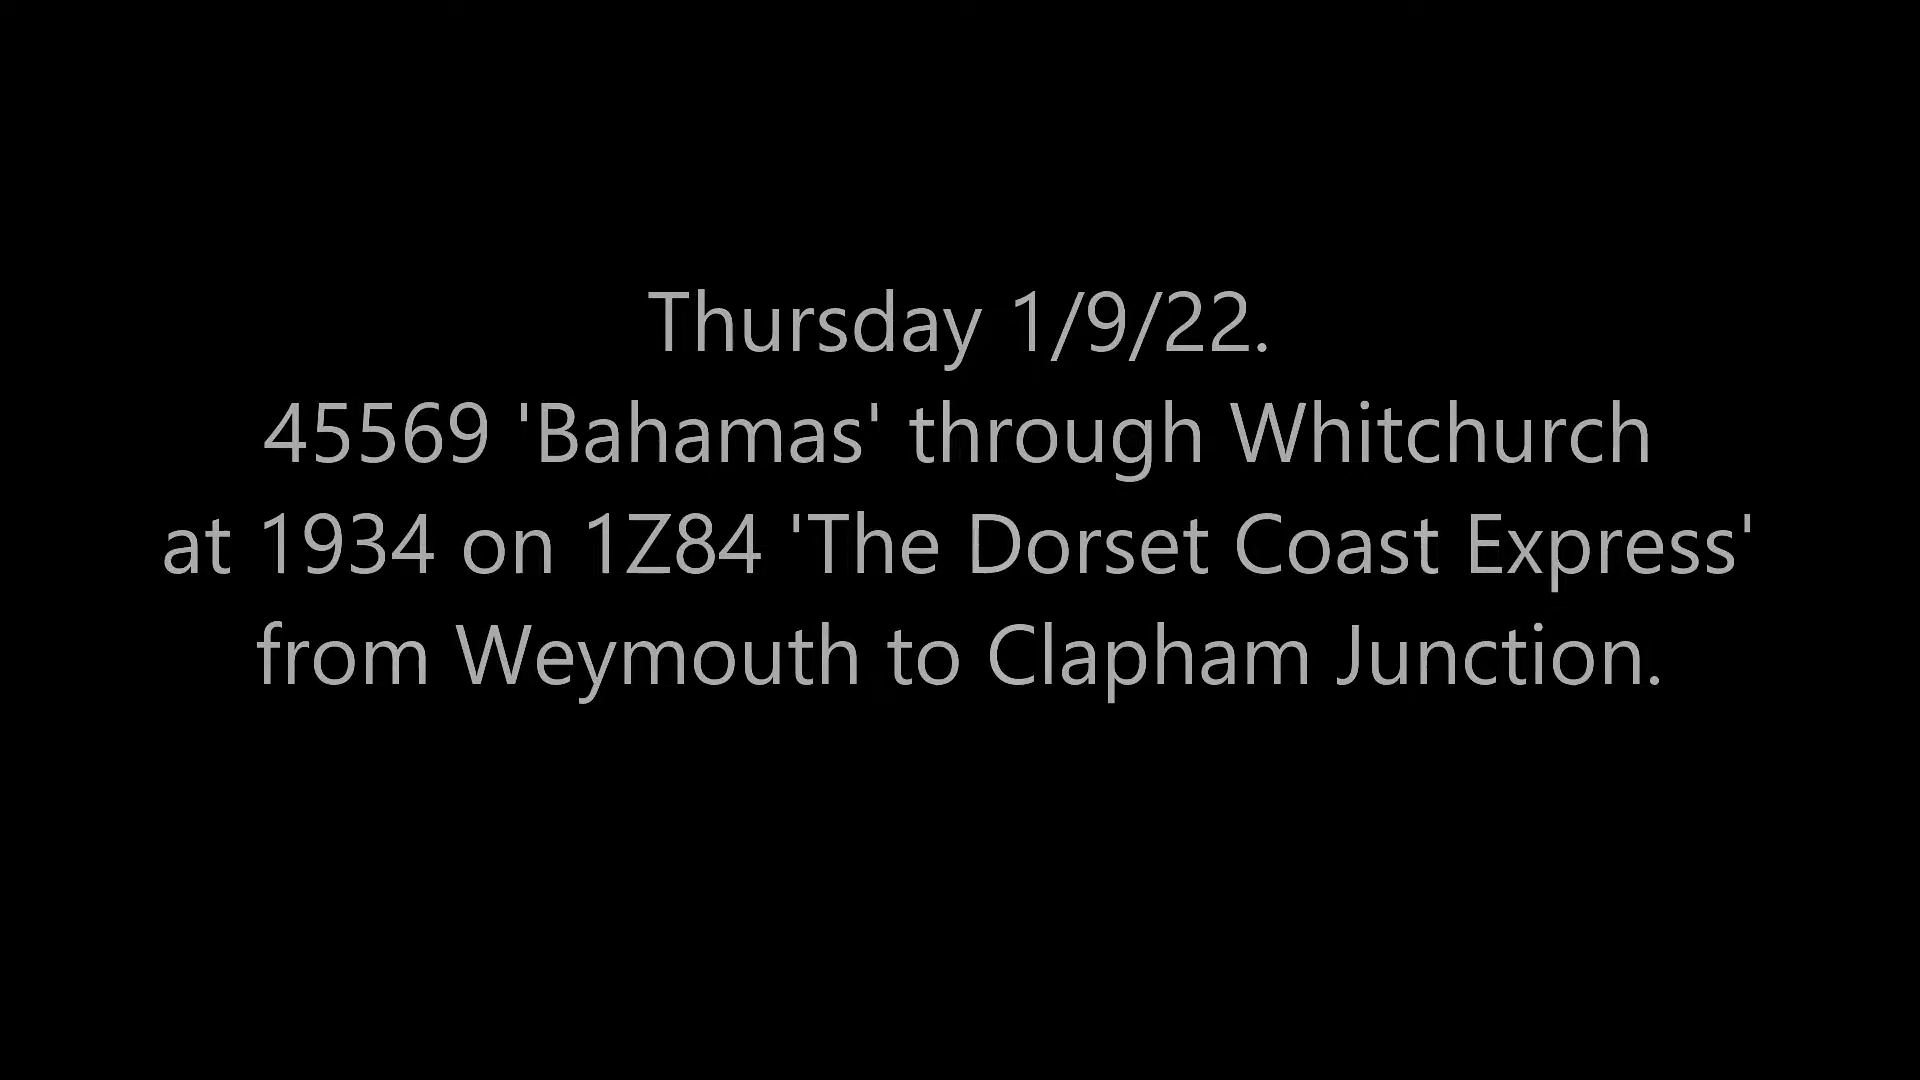 Thursday 1/9/22.
45569 'Bahamas' through Whitchurch
at 1934 on 1Z84 'The Dorset Coast Express'
from Weymouth to Clapham Junction.